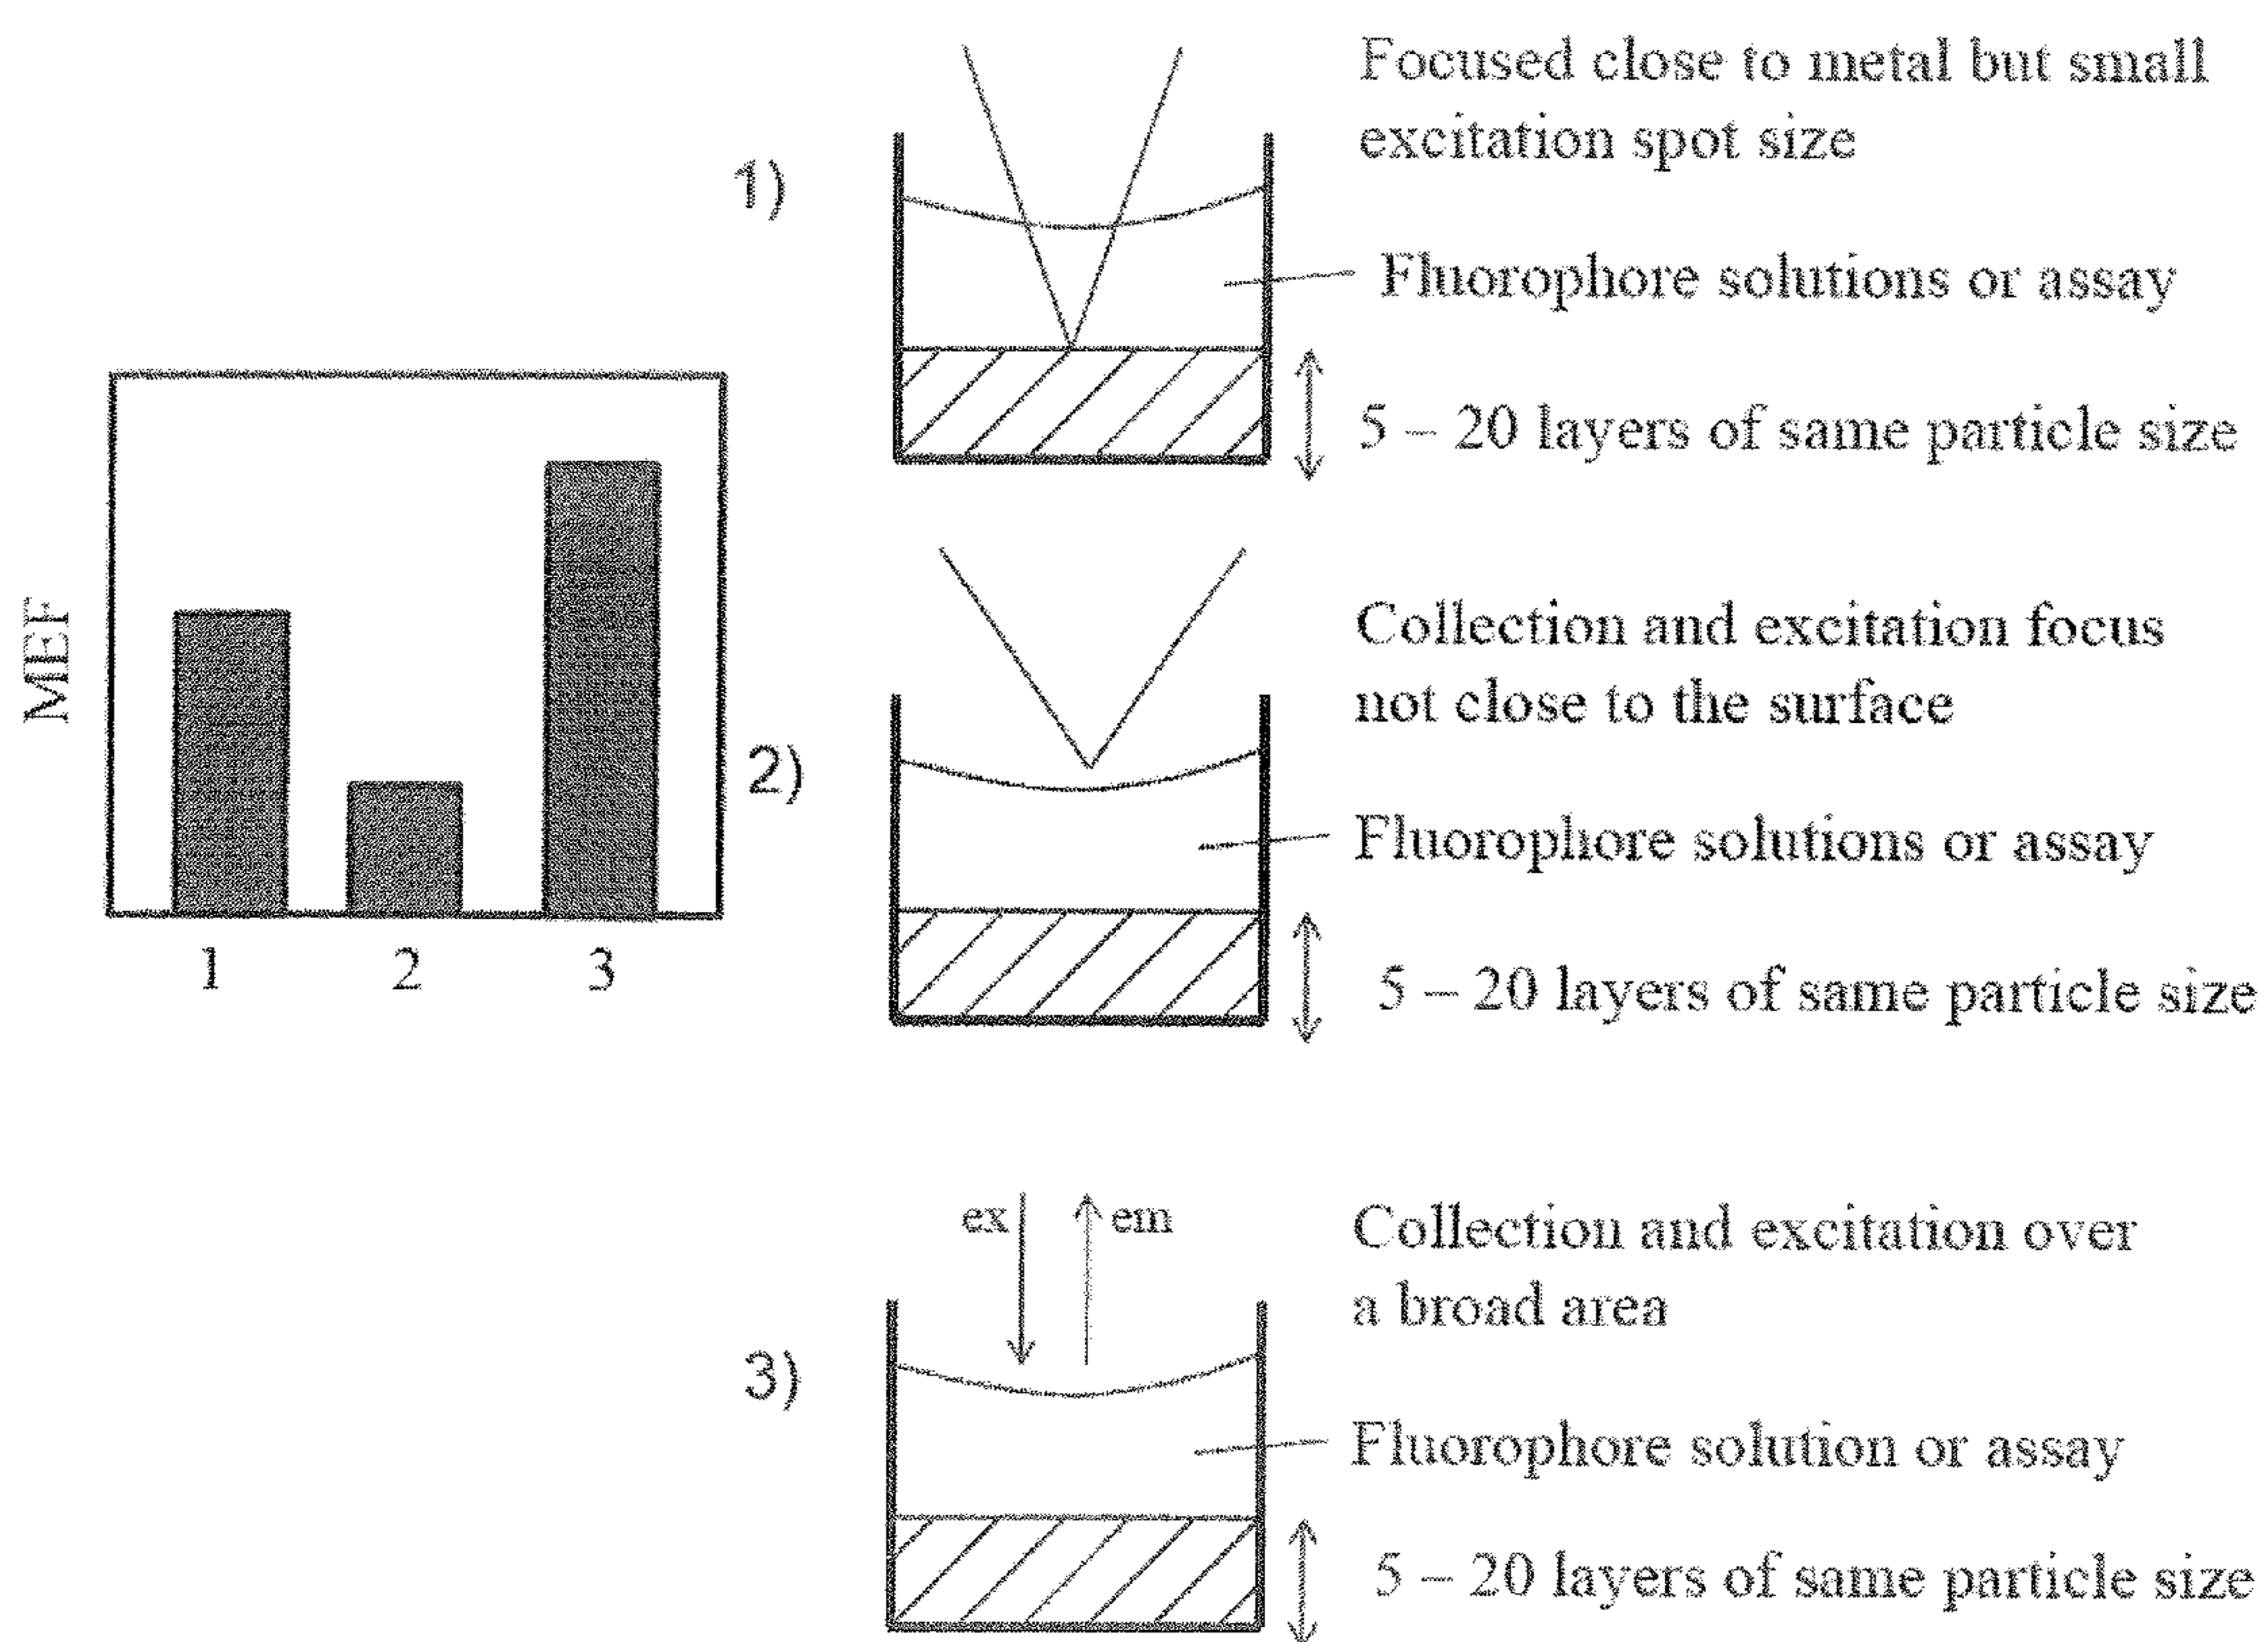 MEF
1
2
3
1)
Focused close to metal but small
excitation spot size
Fluorophore solutions or assay
5 – 20 layers of same particle size
2)
Collection and excitation focus
not close to the surface
Fluorophore solutions or assay
5 – 20 layers of same particle size
3)
ex
em
Collection and excitation over
a broad area
Fluorophore solution or assay
5 – 20 layers of same particle size